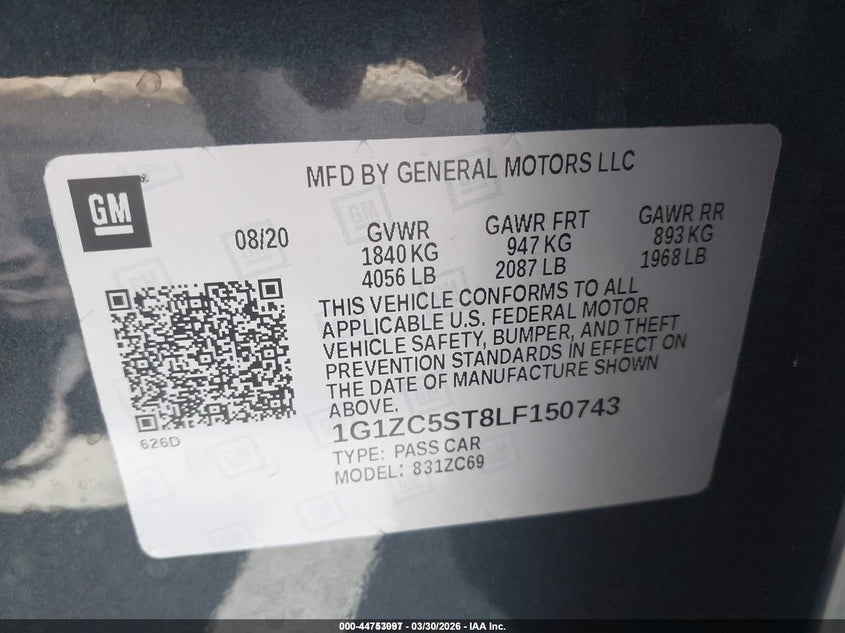 MFD BY GENERAL MOTORS LLC
GM
08/20
GVWR
1840 KG
4056 LB
GAWR FRT
947 KG
2087 LB
GAWR RR
893 KG
1968 LB
THIS VEHICLE CONFORMS TO ALL
APPLICABLE U.S. FEDERAL MOTOR
VEHICLE SAFETY, BUMPER, AND THEFT
PREVENTION STANDARDS IN EFFECT ON
THE DATE OF MANUFACTURE SHOWN
ABOVE.
1G1ZC5ST8LF150743
TYPE: PASS CAR
MODEL: 831ZC69
626D
000-44753097 - 03/30/2026 - IAA Inc.